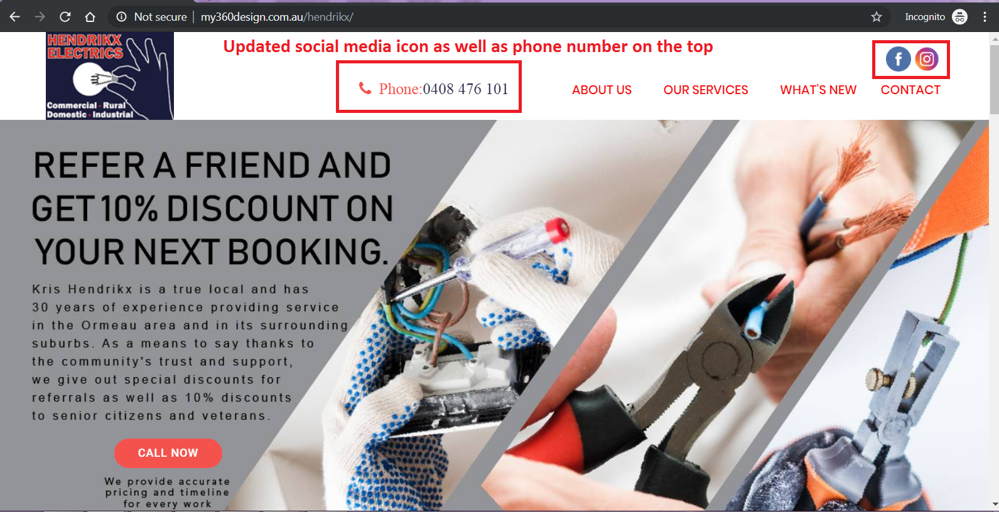 Not secure | my360design.com.au/hendrikx/
Incognito
HENDRIKX
ELECTRICS
Commercial · Rural
Domestic · Industrial
Updated social media icon as well as phone number on the top
Phone:0408 476 101
ABOUT US OUR SERVICES WHAT'S NEW CONTACT
REFER A FRIEND AND
GET 10% DISCOUNT ON
YOUR NEXT BOOKING.
Kris Hendrikx is a true local and has
30 years of experience providing service
in the Ormeau area and in its surrounding
suburbs. As a means to say thanks to
the community's trust and support,
we give out special discounts for
referrals as well as 10% discounts
to senior citizens and veterans.
CALL NOW
We provide accurate
pricing and timeline
for every work